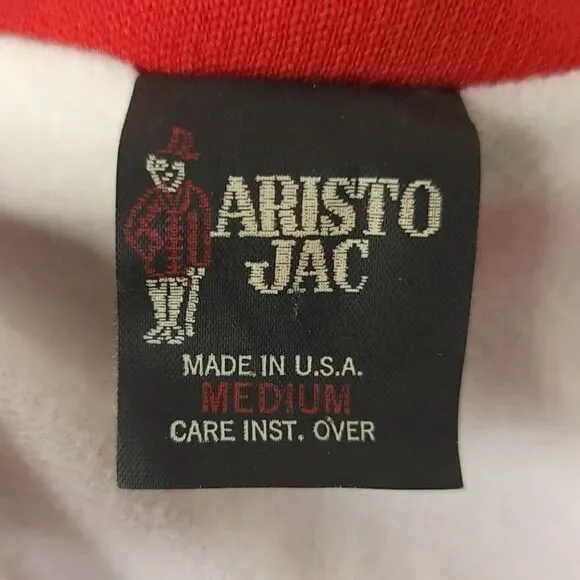 ARISTO
JAC
MADE IN U.S.A.
MEDIUM
CARE INST. OVER